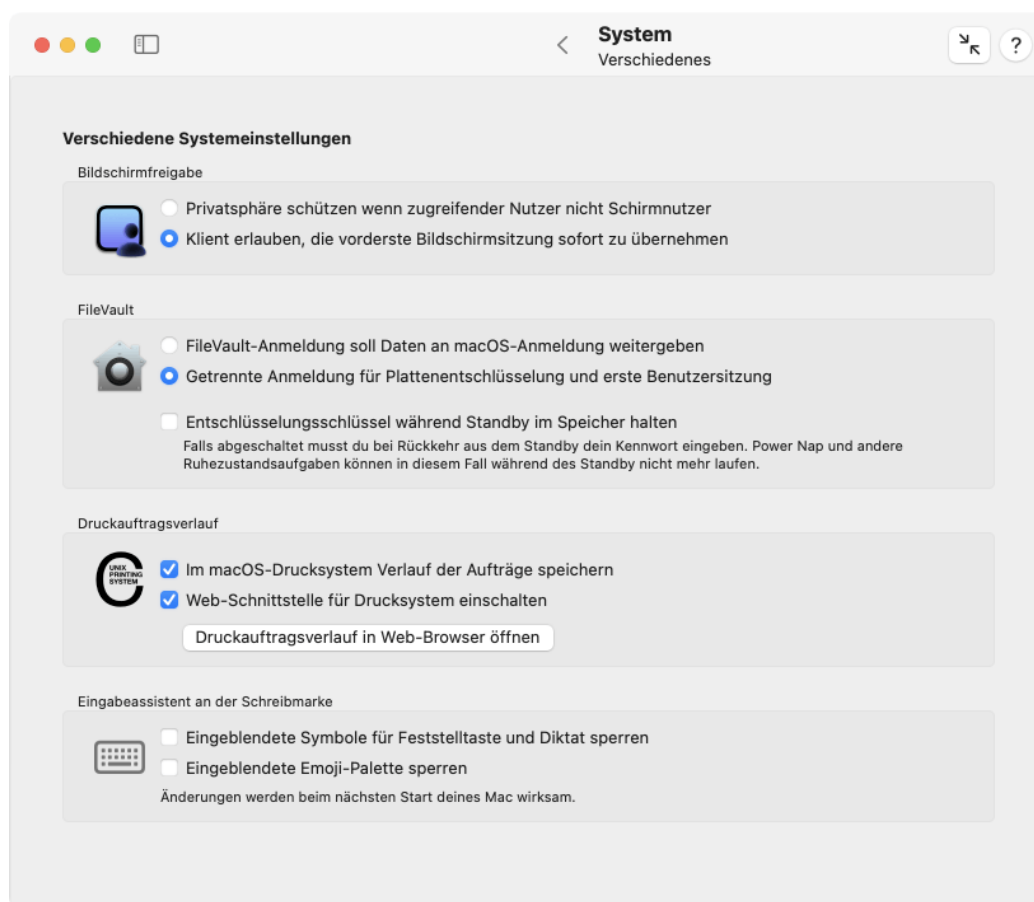 System
Verschiedenes
?
Verschiedene Systemeinstellungen
Bildschirmfreigabe
Privatsphäre schützen wenn zugreifender Nutzer nicht Schirmnutzer
Klient erlauben, die vorderste Bildschirmsitzung sofort zu übernehmen
FileVault
FileVault-Anmeldung soll Daten an macOS-Anmeldung weitergeben
Getrennte Anmeldung für Plattenentschlüsselung und erste Benutzersitzung
Entschlüsselungsschlüssel während Standby im Speicher halten
Falls abgeschaltet musst du bei Rückkehr aus dem Standby dein Kennwort eingeben. Power Nap und andere
Ruhezustandsaufgaben können in diesem Fall während des Standby nicht mehr laufen.
Druckauftragsverlauf
UNIX
PRINTING
SYSTEM
Im macOS-Drucksystem Verlauf der Aufträge speichern
Web-Schnittstelle für Drucksystem einschalten
Druckauftragsverlauf in Web-Browser öffnen
Eingabeassistent an der Schreibmarke
Eingeblendete Symbole für Feststelltaste und Diktat sperren
Eingeblendete Emoji-Palette sperren
Änderungen werden beim nächsten Start deines Mac wirksam.